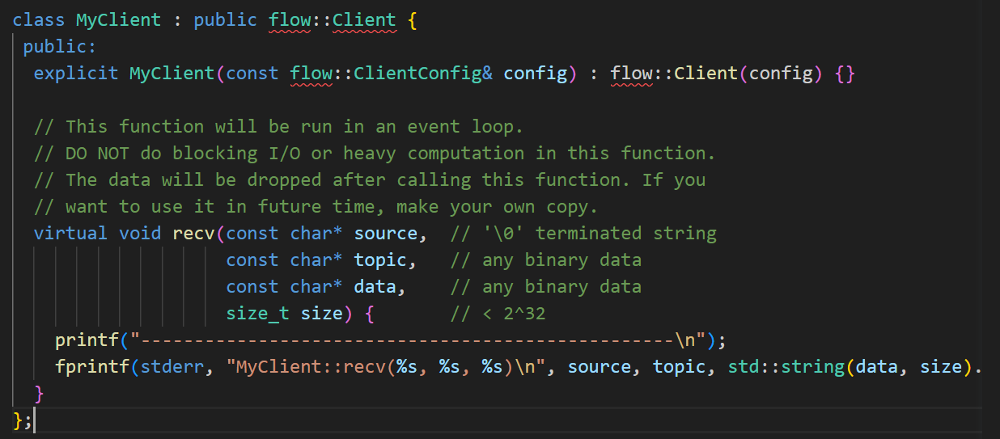 class MyClient : public flow::Client {
 public:
  explicit MyClient(const flow::ClientConfig& config) : flow::Client(config) {}

  // This function will be run in an event loop.
  // DO NOT do blocking I/O or heavy computation in this function.
  // The data will be dropped after calling this function. If you
  // want to use it in future time, make your own copy.
  virtual void recv(const char* source,  // '\0' terminated string
                    const char* topic,   // any binary data
                    const char* data,    // any binary data
                    size_t size) {       // < 2^32
    printf("--------------------------------------------------\n");
    fprintf(stderr, "MyClient::recv(%s, %s, %s)\n", source, topic, std::string(data, size).
  }
};